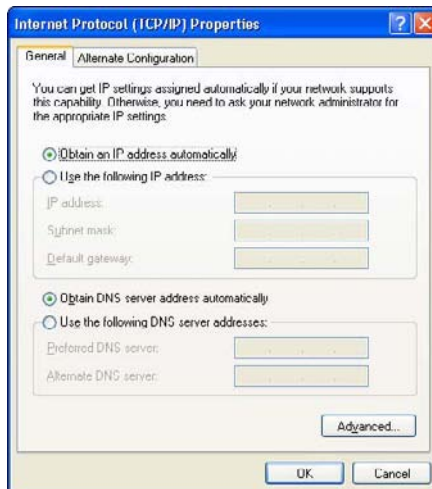 Internet Protocol (TCP/IP) Properties
General
Alternate Configuration
You can get IP settings assigned automatically if your network supports
this capability. Otherwise, you need to ask your network administrator for
the appropriate IP settings.
Obtain an IP address automatically
Use the following IP address:
IP address:
Subnet mask:
Default gateway:
Obtain DNS server address automatically
Use the following DNS server addresses:
Preferred DNS server:
Alternate DNS server:
Advanced...
OK
Cancel